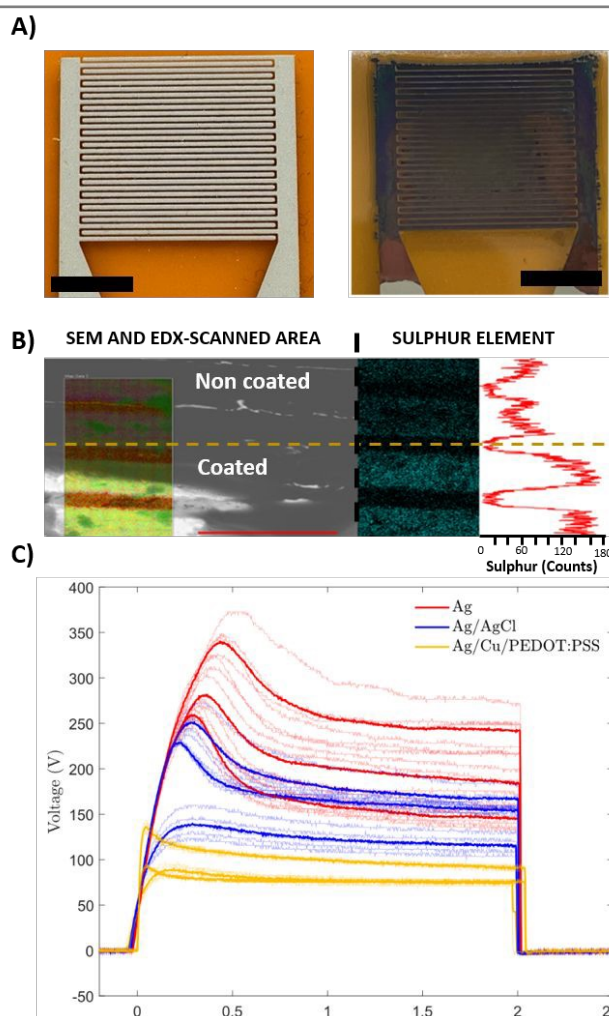 A)
B) SEM AND EDX-SCANNED AREA SULPHUR ELEMENT
Non coated
Coated
0 60 120 180
Sulphur (Counts)
C)
400
350
300
250
200
150
100
50
0
-50
Voltage (V)
Ag
Ag/AgCl
Ag/Cu/PEDOT:PSS
0 0.5 1 1.5 2